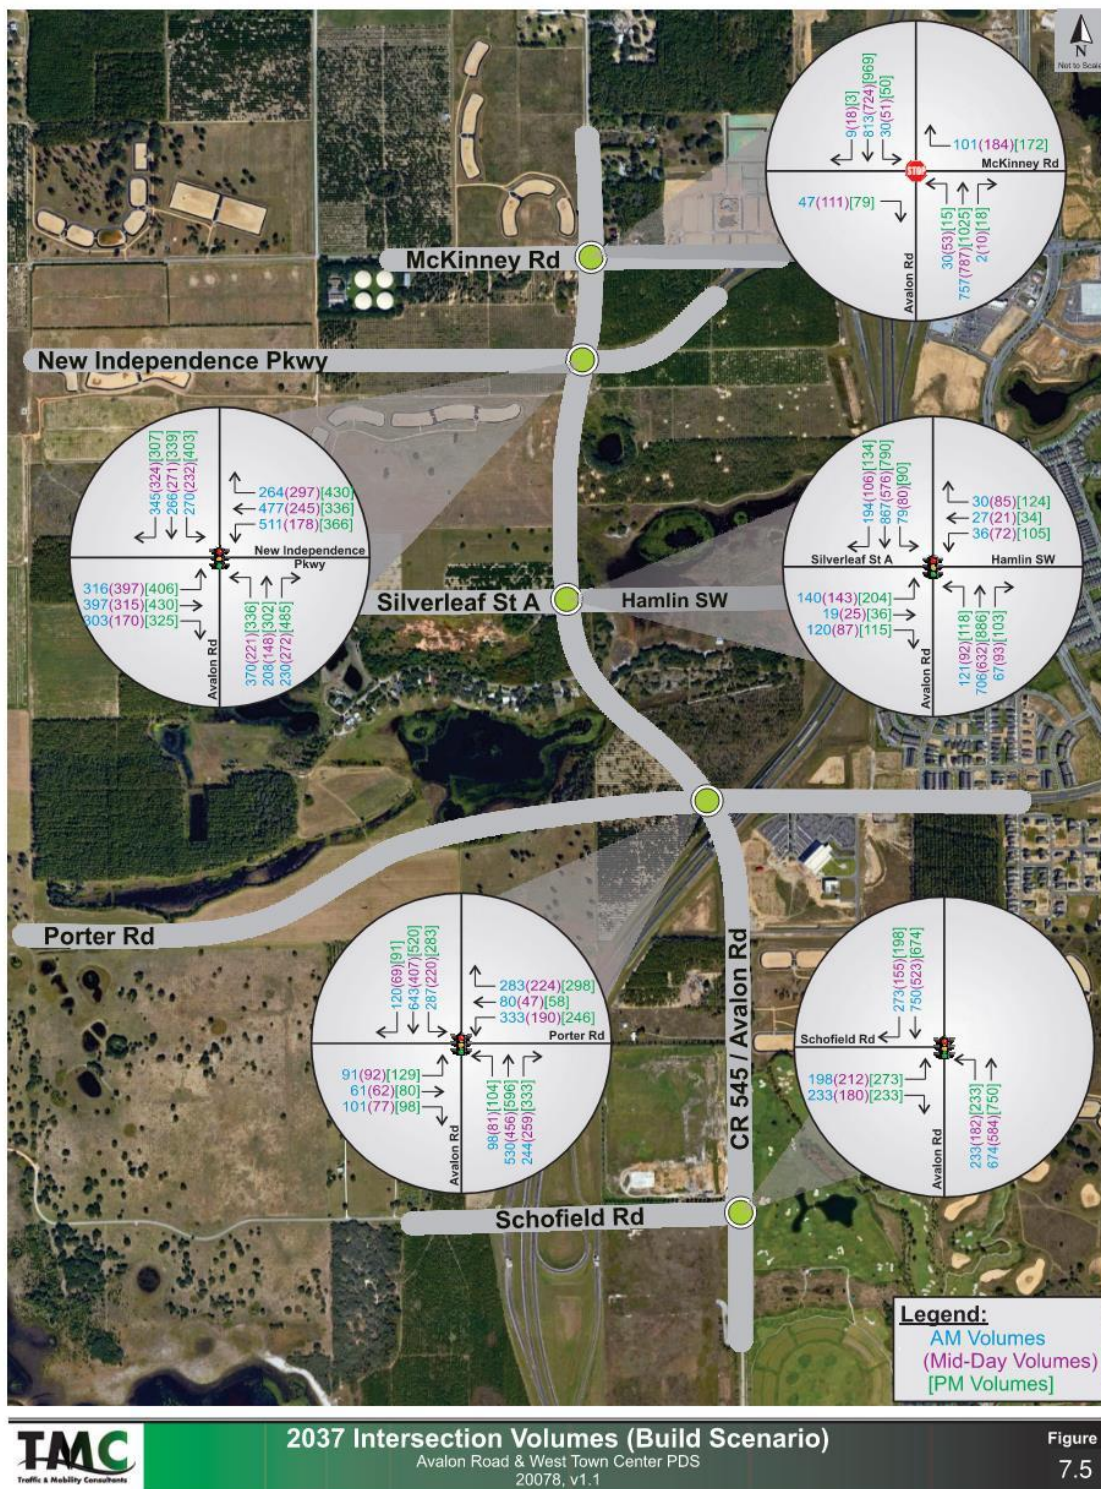 N
Not to Scale
9(18)[3]
813(724)[969]
30(51)[50]
101(184)[172]
McKinney Rd
STOP
47(111)[79]
Avalon Rd
30(53)[15]
757(787)[1025]
2(10)[18]
McKinney Rd
New Independence Pkwy
345(324)[307]
266(271)[339]
270(232)[403]
264(297)[430]
477(245)[336]
511(178)[366]
New Independence
Pkwy
316(397)[406]
397(315)[430]
303(170)[325]
Avalon Rd
370(221)[336]
208(148)[302]
230(272)[485]
194(106)[134]
867(576)[790]
79(80)[90]
30(85)[124]
27(21)[34]
36(72)[105]
Silverleaf St A
Hamlin SW
140(143)[204]
19(25)[36]
120(87)[115]
Avalon Rd
121(92)[118]
706(632)[886]
67(93)[103]
Silverleaf St A
Hamlin SW
Porter Rd
120(69)[91]
643(407)[520]
287(220)[283]
283(224)[298]
80(47)[58]
333(190)[246]
Porter Rd
91(92)[129]
61(62)[80]
101(77)[98]
Avalon Rd
98(81)[104]
530(456)[596]
244(259)[333]
CR 545 / Avalon Rd
273(155)[198]
750(523)[674]
Schofield Rd
198(212)[273]
233(180)[233]
Avalon Rd
233(182)[233]
674(584)[750]
Schofield Rd
Legend:
AM Volumes
(Mid-Day Volumes)
[PM Volumes]
TMC
Traffic & Mobility Consultants
2037 Intersection Volumes (Build Scenario)
Avalon Road & West Town Center PDS
20078, v1.1
Figure
7.5